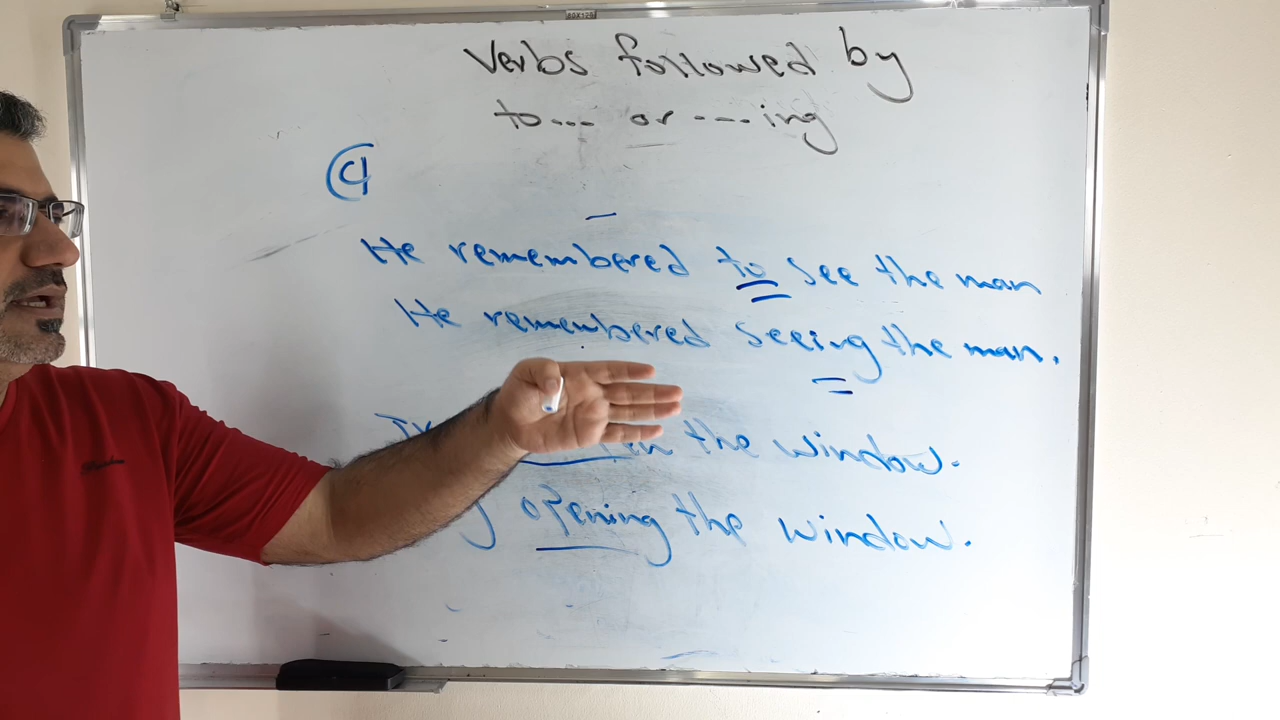 Verbs followed by
to... or ---ing
C1
He remembered to see the man
He remembered seeing the man.
the window.
opening the window.